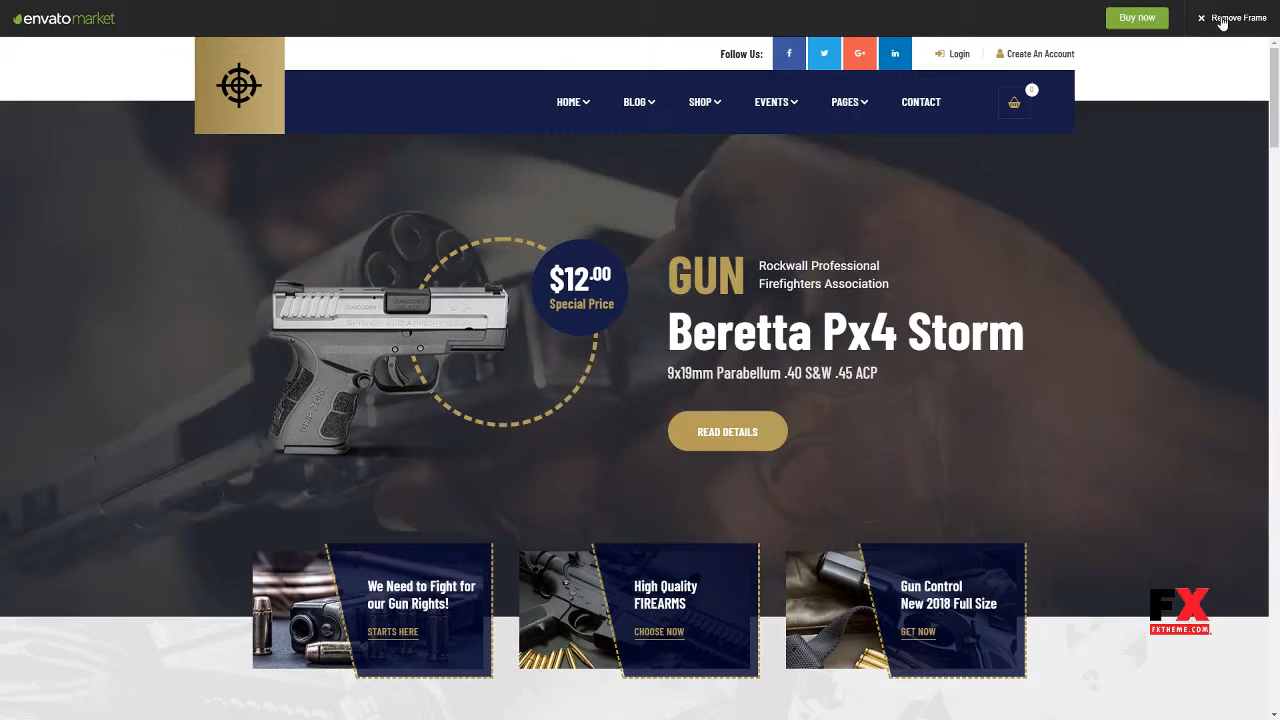 envato market
Buy now
× Remove Frame
Follow Us:
f
G+
in
Login
Create An Account
HOME
BLOG
SHOP
EVENTS
PAGES
CONTACT
0
$12.00
Special Price
GUN
Rockwall Professional
Firefighters Association
Beretta Px4 Storm
9x19mm Parabellum .40 S&W .45 ACP
READ DETAILS
We Need to Fight for
our Gun Rights!
STARTS HERE
High Quality
FIREARMS
CHOOSE NOW
Gun Control
New 2018 Full Size
GET NOW
FX
FXTHEME.COM